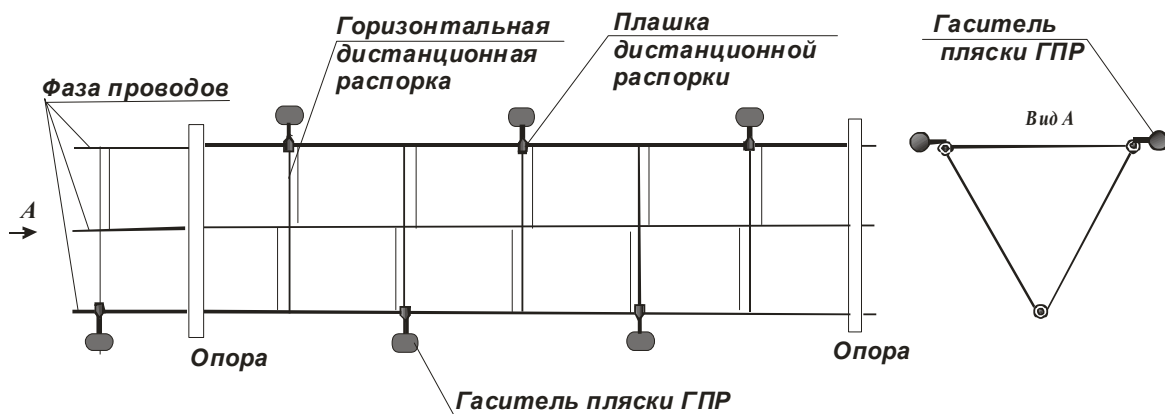 Горизонтальная
дистанционная
распорка
Плашка
дистанционной
распорки
Гаситель
пляски ГПР
Фаза проводов
Вид А
А
Опора
Опора
Гаситель пляски ГПР